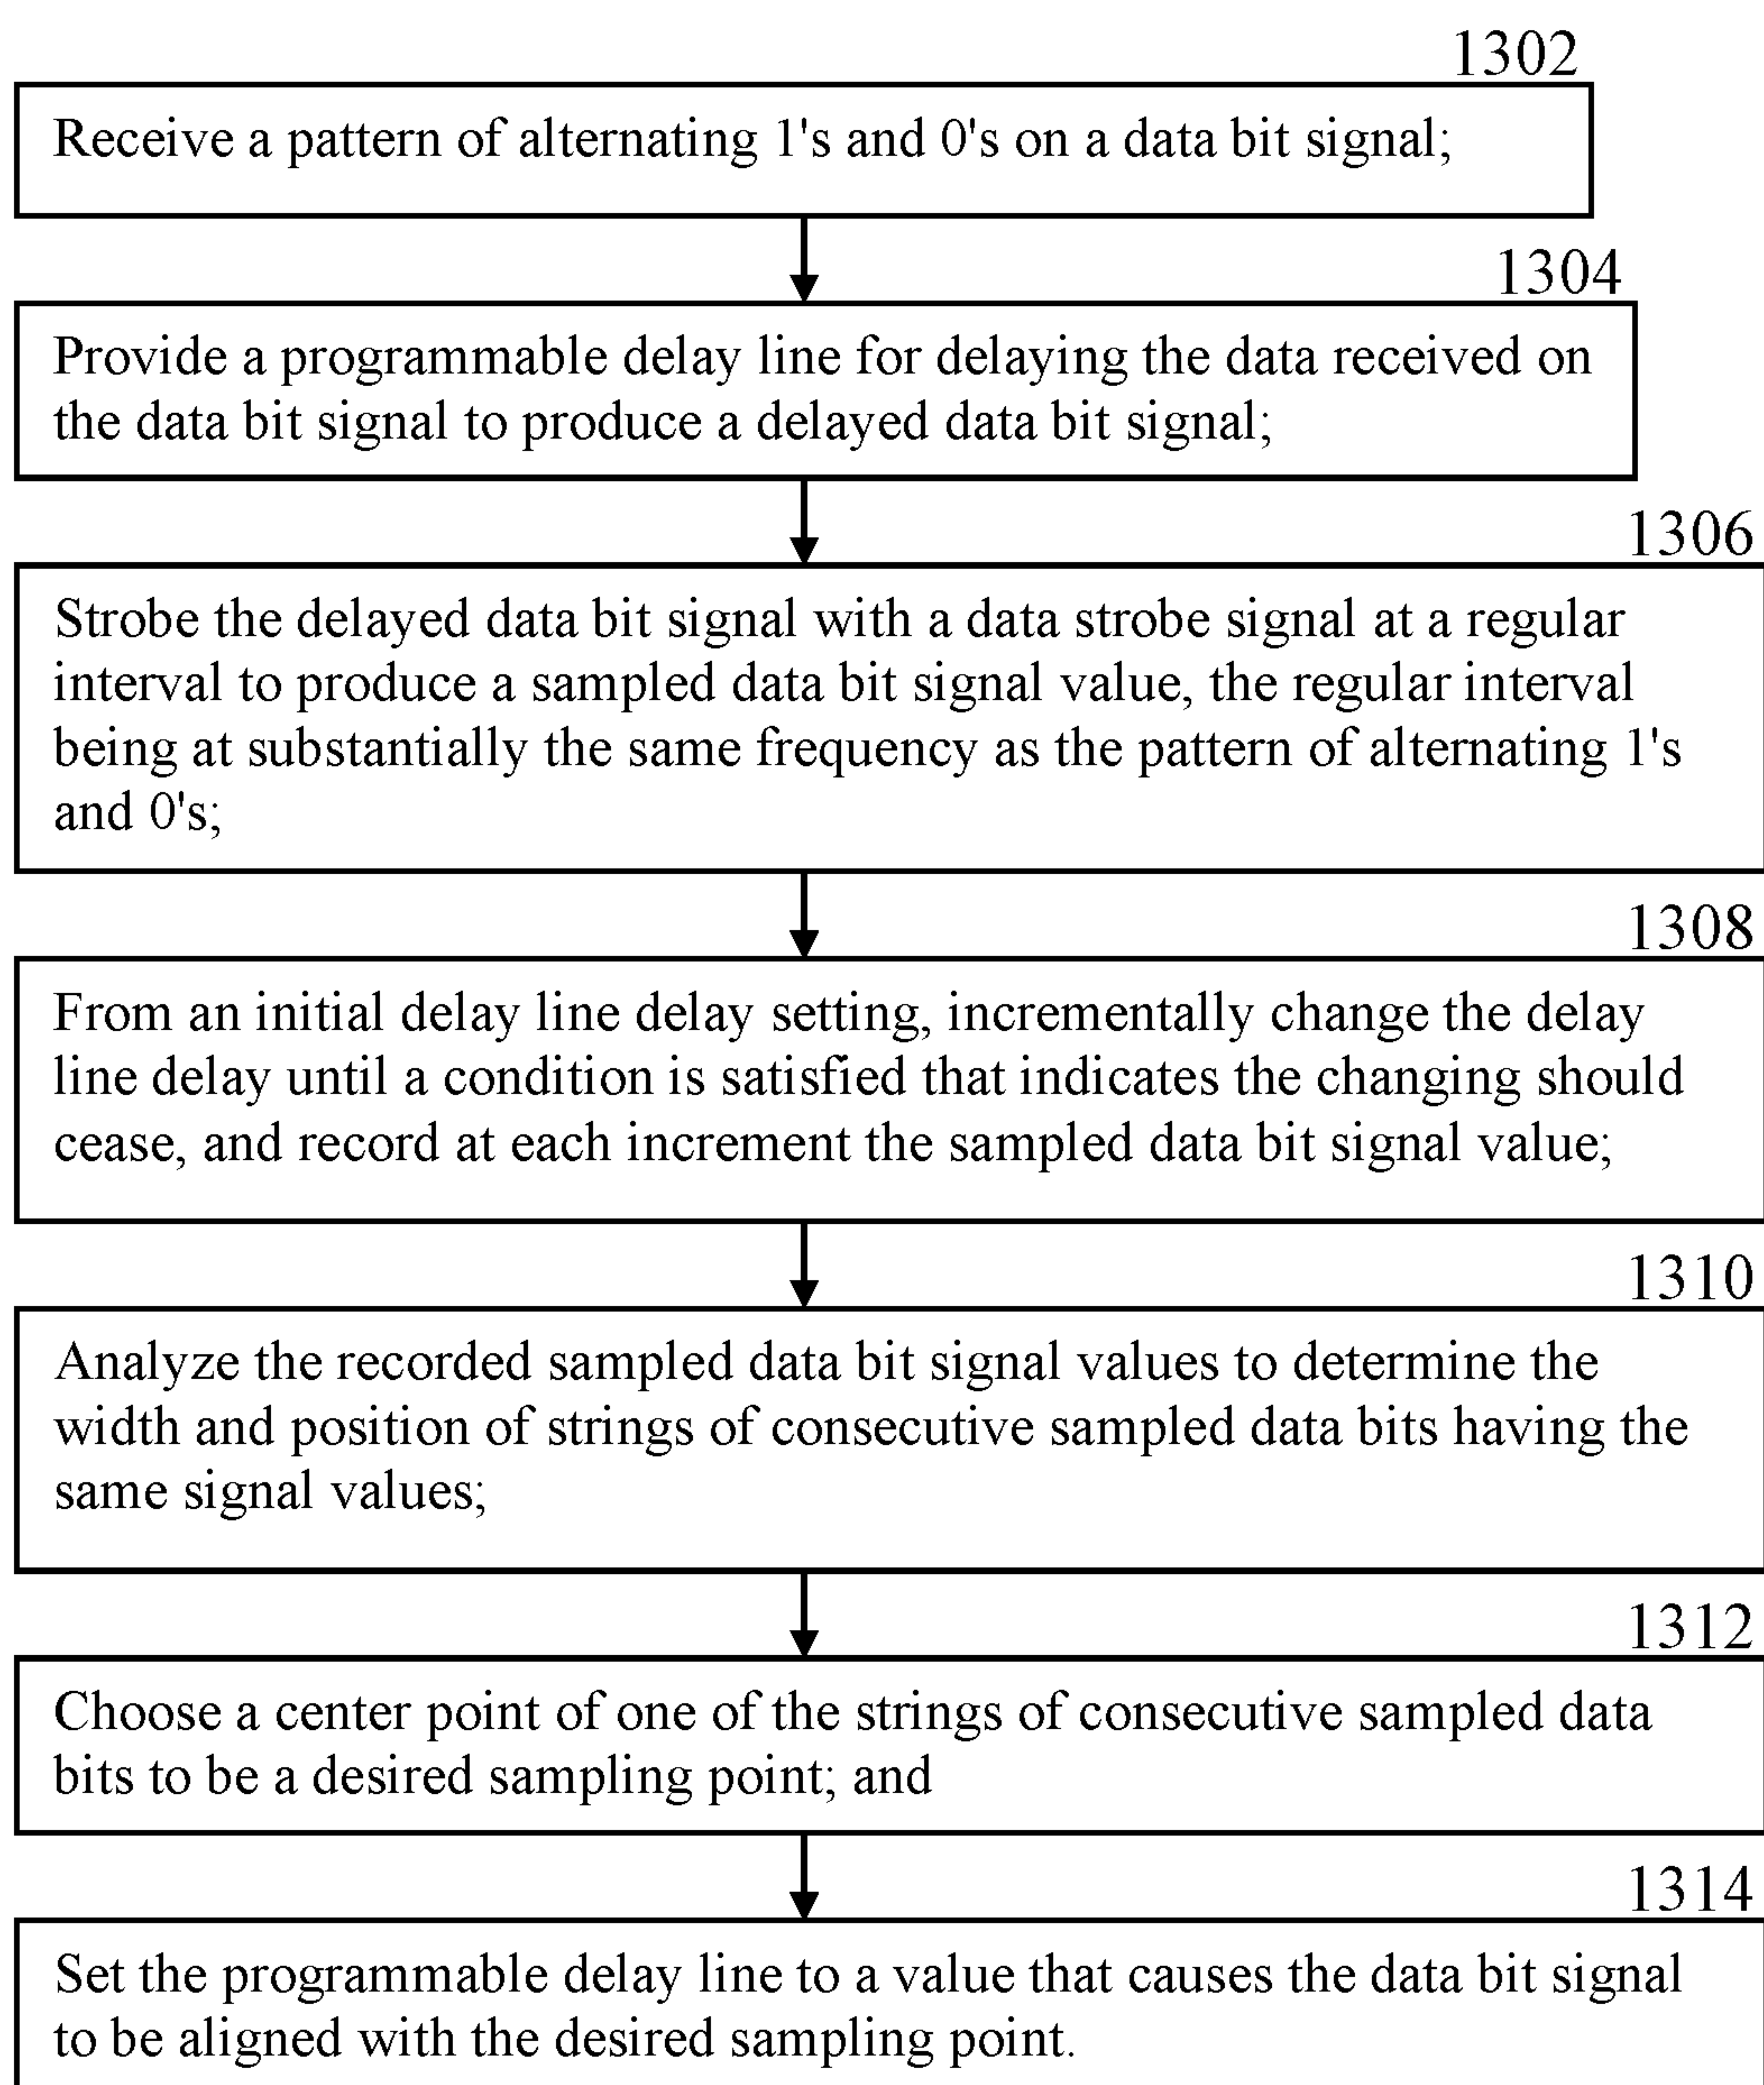 1302
Receive a pattern of alternating 1's and 0's on a data bit signal;
1304
Provide a programmable delay line for delaying the data received on
the data bit signal to produce a delayed data bit signal;
1306
Strobe the delayed data bit signal with a data strobe signal at a regular
interval to produce a sampled data bit signal value, the regular interval
being at substantially the same frequency as the pattern of alternating 1's
and 0's;
1308
From an initial delay line delay setting, incrementally change the delay
line delay until a condition is satisfied that indicates the changing should
cease, and record at each increment the sampled data bit signal value;
1310
Analyze the recorded sampled data bit signal values to determine the
width and position of strings of consecutive sampled data bits having the
same signal values;
1312
Choose a center point of one of the strings of consecutive sampled data
bits to be a desired sampling point; and
1314
Set the programmable delay line to a value that causes the data bit signal
to be aligned with the desired sampling point.